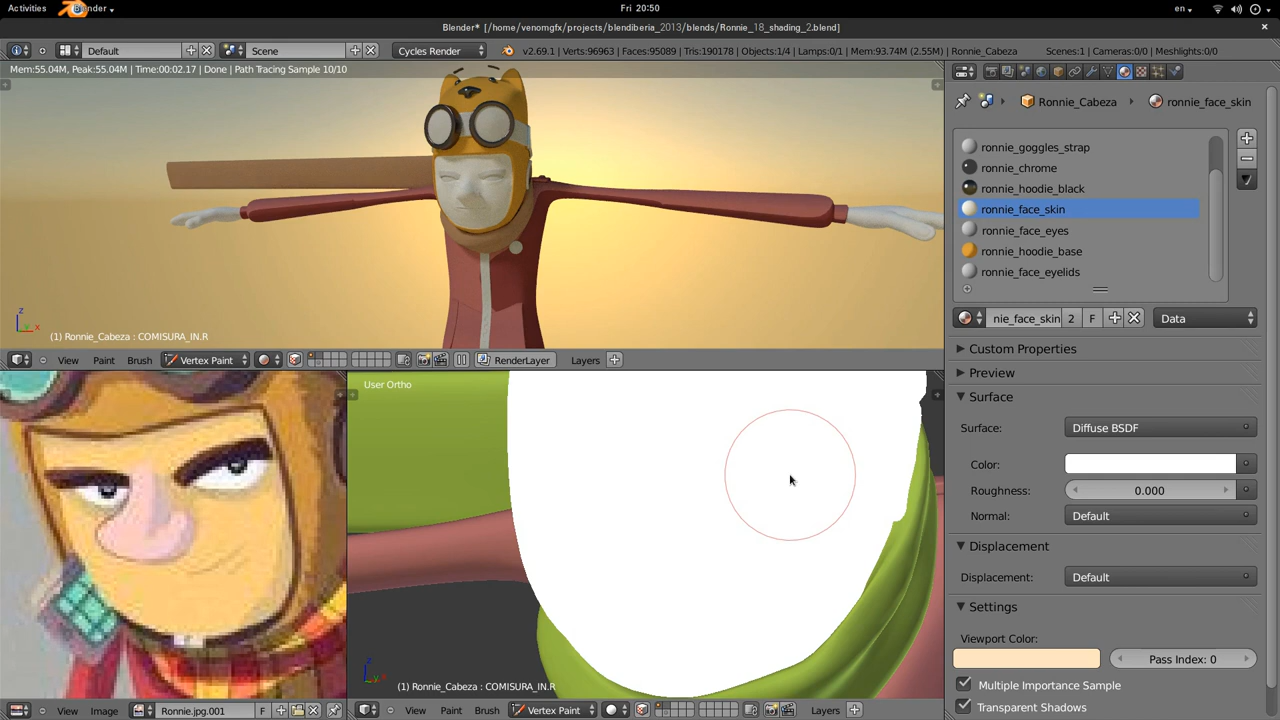 Activities Blender Fri 20:50 en
Blender* [/home/venomgfx/projects/blendiberia_2013/blends/Ronnie_18_shading_2.blend]
Default Scene Cycles Render v2.69.1 | Verts:96963 | Faces:95089 | Tris:190178 | Objects:1/4 | Lamps:0/1 | Mem:93.74M (2.55M) | Ronnie_Cabeza Scenes:1 | Cameras:0/0 | Meshlights:0/0
Mem:55.04M, Peak:55.04M | Time:00:02.17 | Done | Path Tracing Sample 10/10
(1) Ronnie_Cabeza : COMISURA_IN.R
View Paint Brush Vertex Paint RenderLayer Layers
User Ortho
(1) Ronnie_Cabeza : COMISURA_IN.R
View Image Ronnie.jpg.001 F
View Paint Brush Vertex Paint Layers
Ronnie_Cabeza ronnie_face_skin
ronnie_goggles_strap
ronnie_chrome
ronnie_hoodie_black
ronnie_face_skin
ronnie_face_eyes
ronnie_hoodie_base
ronnie_face_eyelids
nie_face_skin 2 F Data
Custom Properties
Preview
Surface
Surface: Diffuse BSDF
Color:
Roughness: 0.000
Normal: Default
Displacement
Displacement: Default
Settings
Viewport Color:
Pass Index: 0
Multiple Importance Sample
Transparent Shadows